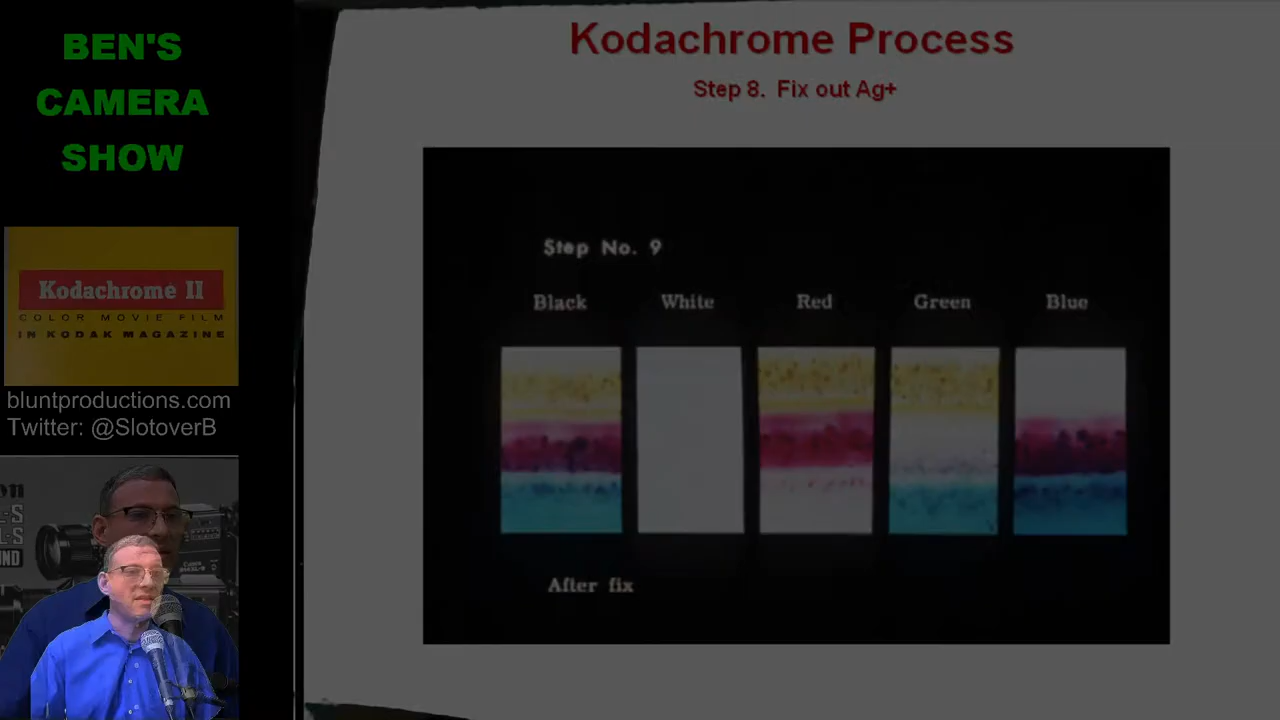 BEN'S
CAMERA
SHOW
Kodachrome II
COLOR MOVIE FILM
IN KODAK MAGAZINE
bluntproductions.com
Twitter: @SlotoverB
Kodachrome Process
Step 8. Fix out Ag+
Step No. 9
Black White Red Green Blue
After fix